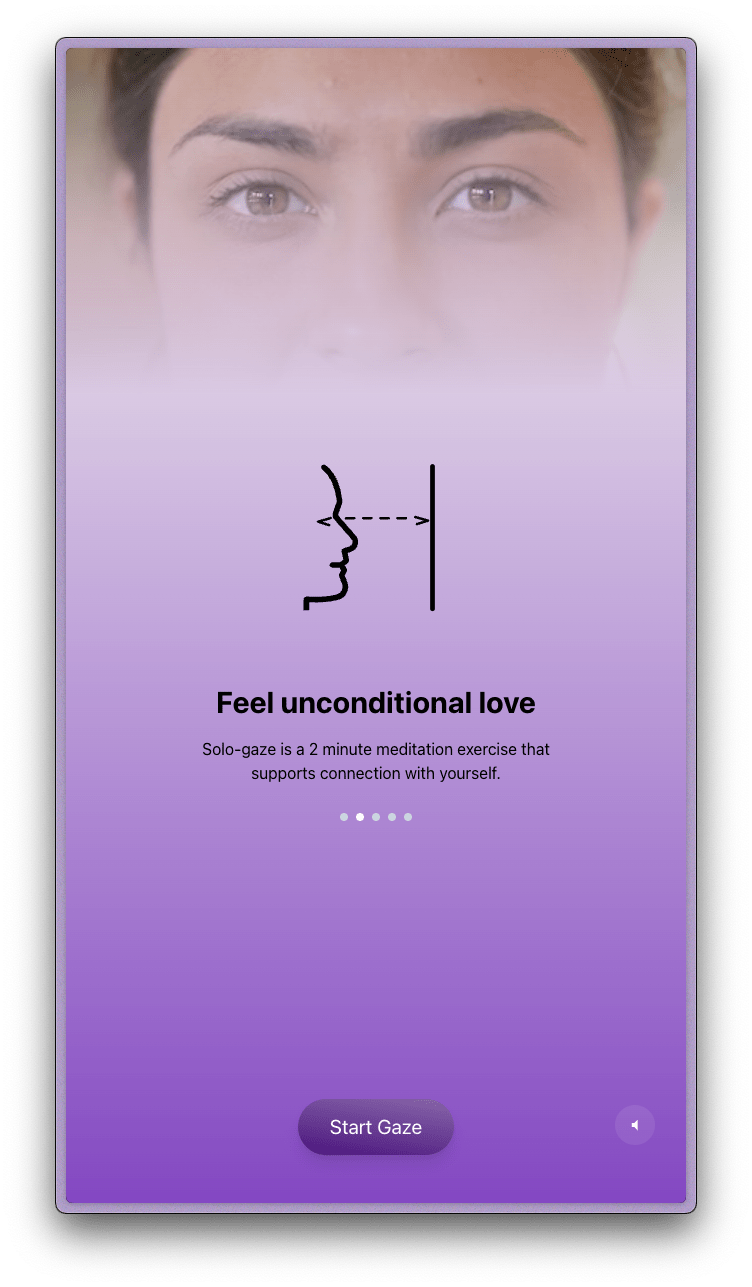 Feel unconditional love
Solo-gaze is a 2 minute meditation exercise that
supports connection with yourself.
Start Gaze